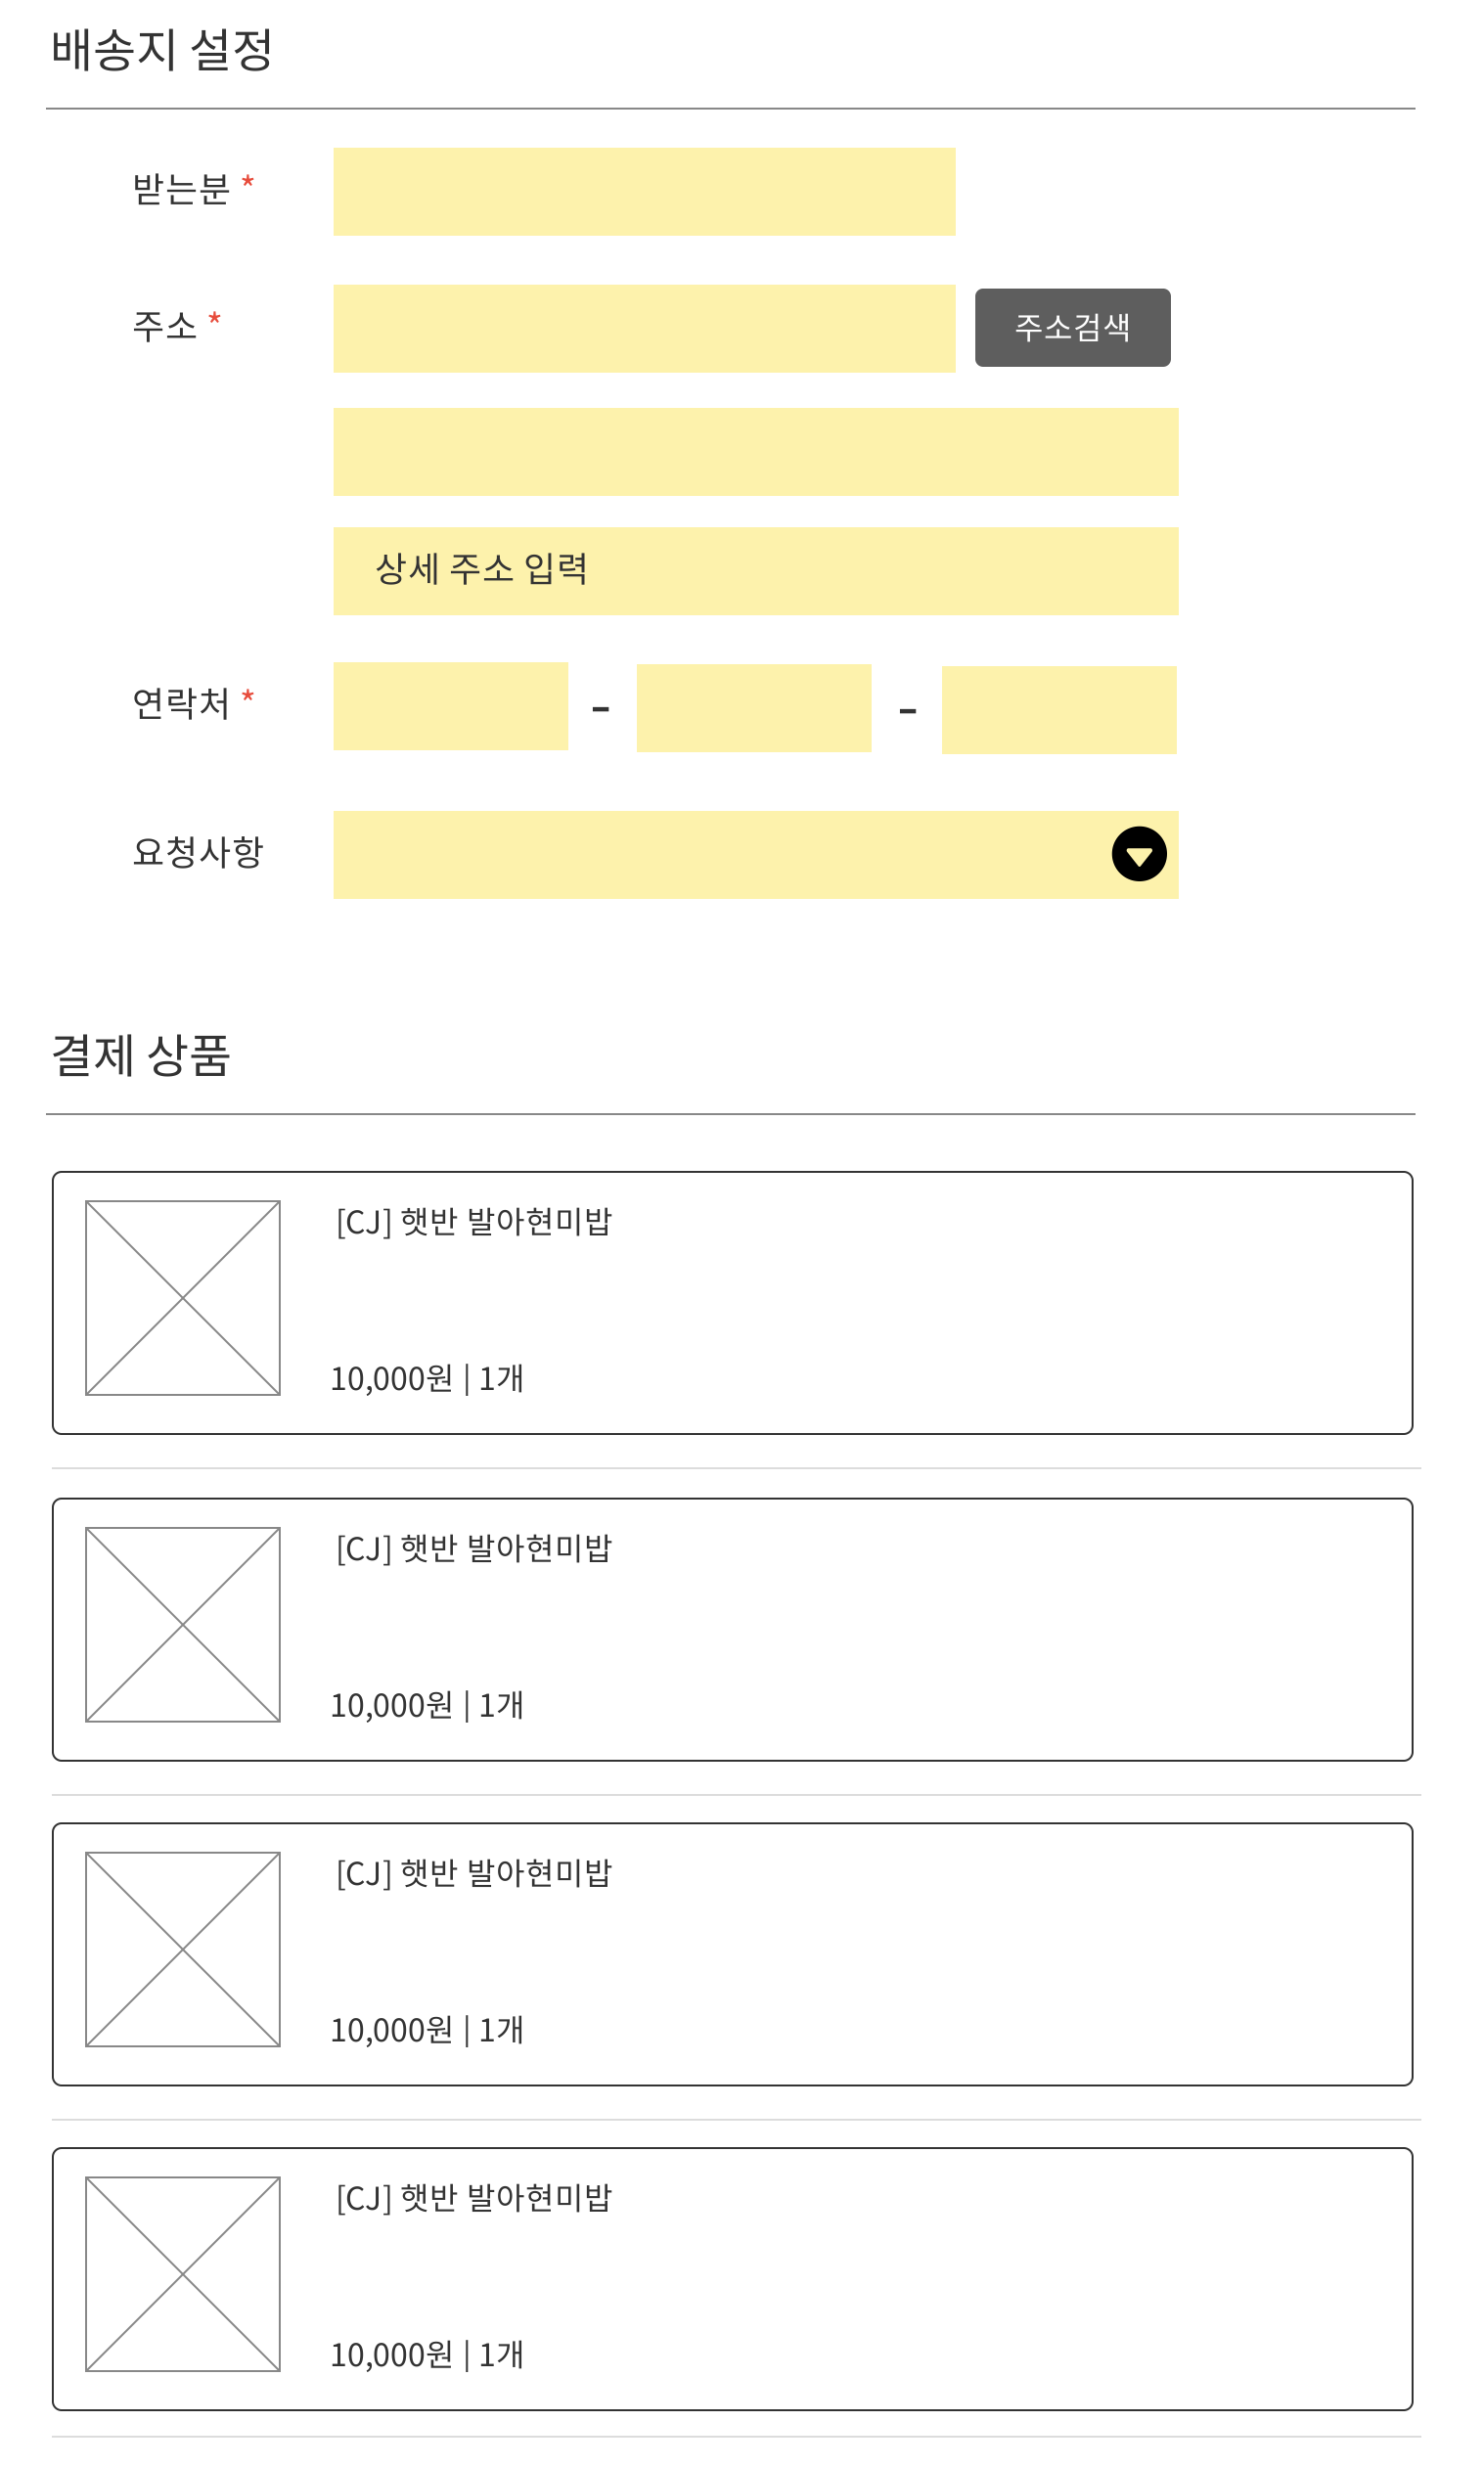 배송지 설정
받는분 *
주소 *
주소검색
상세 주소 입력
연락처 * - -
요청사항
결제 상품
[CJ] 햇반 발아현미밥
10,000원 | 1개
[CJ] 햇반 발아현미밥
10,000원 | 1개
[CJ] 햇반 발아현미밥
10,000원 | 1개
[CJ] 햇반 발아현미밥
10,000원 | 1개